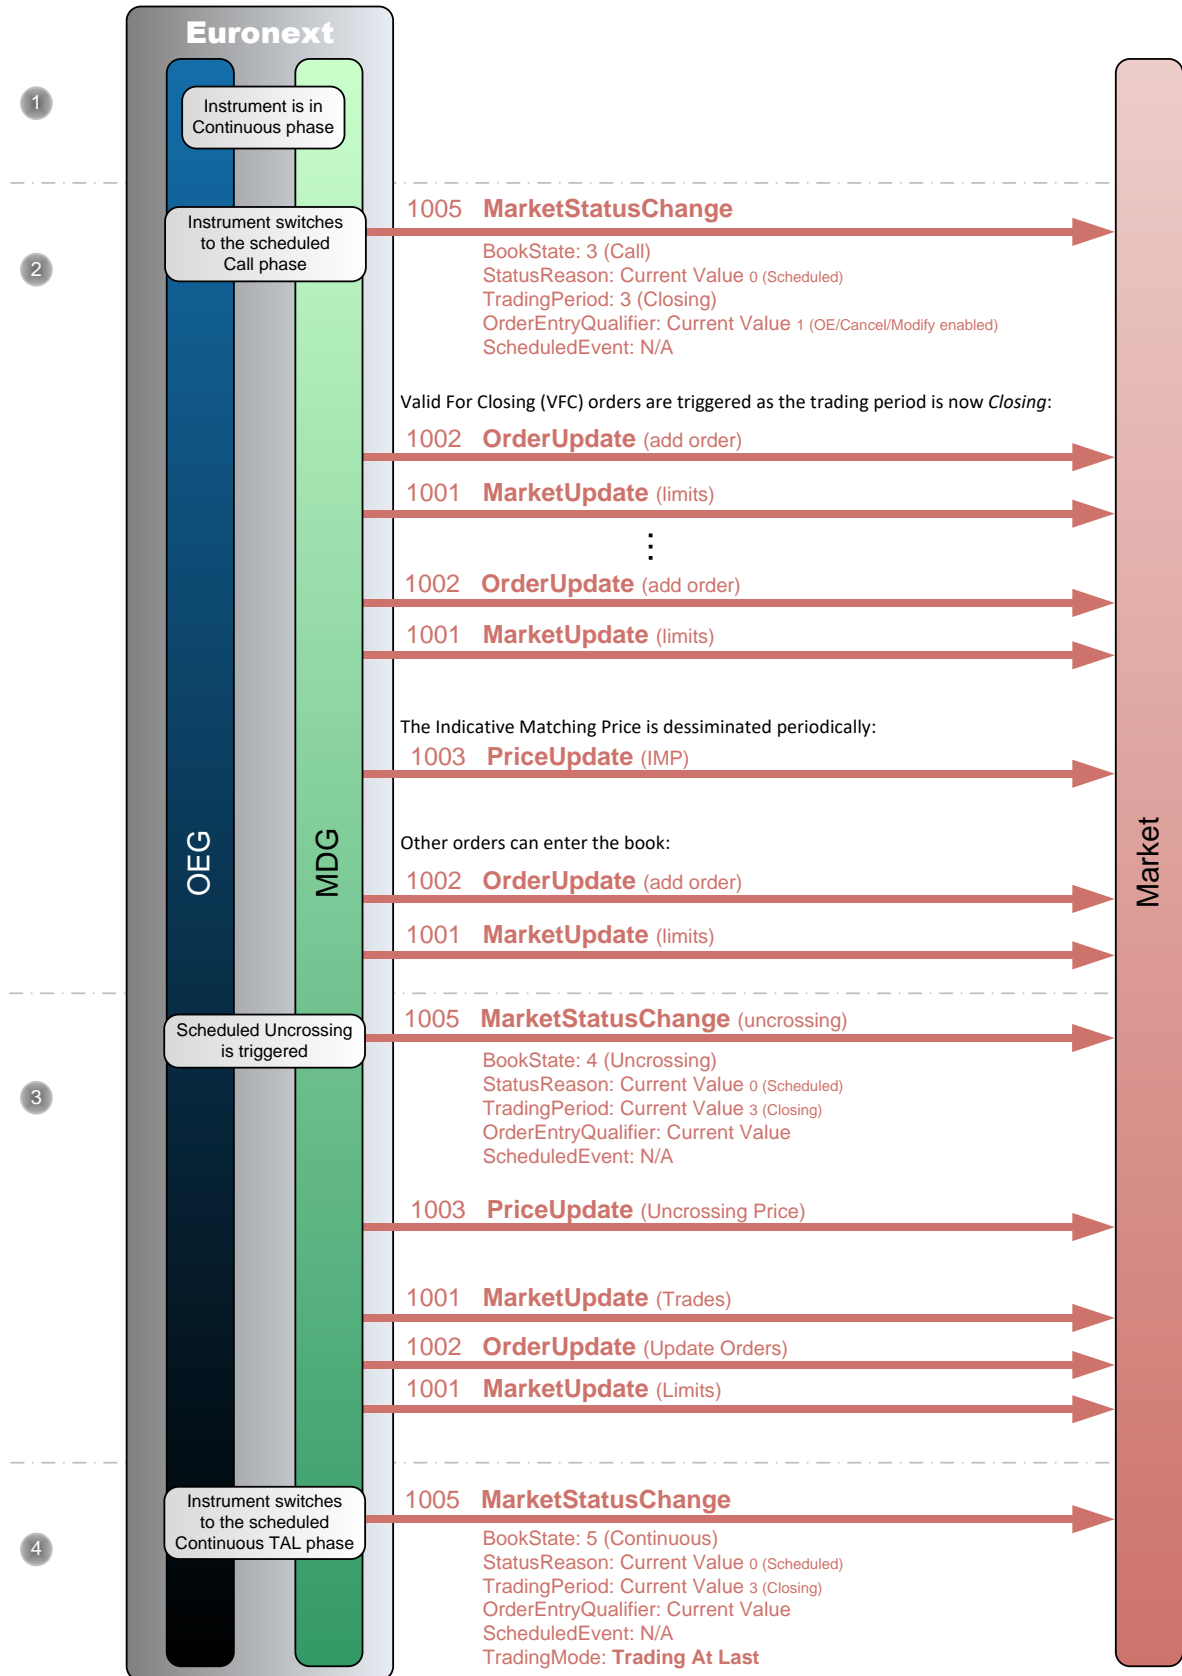 Euronext
1
Instrument is in
Continuous phase
2
Instrument switches
to the scheduled
Call phase
1005 MarketStatusChange
BookState: 3 (Call)
StatusReason: Current Value 0 (Scheduled)
TradingPeriod: 3 (Closing)
OrderEntryQualifier: Current Value 1 (OE/Cancel/Modify enabled)
ScheduledEvent: N/A
Valid For Closing (VFC) orders are triggered as the trading period is now Closing:
1002 OrderUpdate (add order)
1001 MarketUpdate (limits)
⋮
1002 OrderUpdate (add order)
1001 MarketUpdate (limits)
The Indicative Matching Price is dessiminated periodically:
1003 PriceUpdate (IMP)
OEG
MDG
Market
Other orders can enter the book:
1002 OrderUpdate (add order)
1001 MarketUpdate (limits)
3
Scheduled Uncrossing
is triggered
1005 MarketStatusChange (uncrossing)
BookState: 4 (Uncrossing)
StatusReason: Current Value 0 (Scheduled)
TradingPeriod: Current Value 3 (Closing)
OrderEntryQualifier: Current Value
ScheduledEvent: N/A
1003 PriceUpdate (Uncrossing Price)
1001 MarketUpdate (Trades)
1002 OrderUpdate (Update Orders)
1001 MarketUpdate (Limits)
4
Instrument switches
to the scheduled
Continuous TAL phase
1005 MarketStatusChange
BookState: 5 (Continuous)
StatusReason: Current Value 0 (Scheduled)
TradingPeriod: Current Value 3 (Closing)
OrderEntryQualifier: Current Value
ScheduledEvent: N/A
TradingMode: Trading At Last